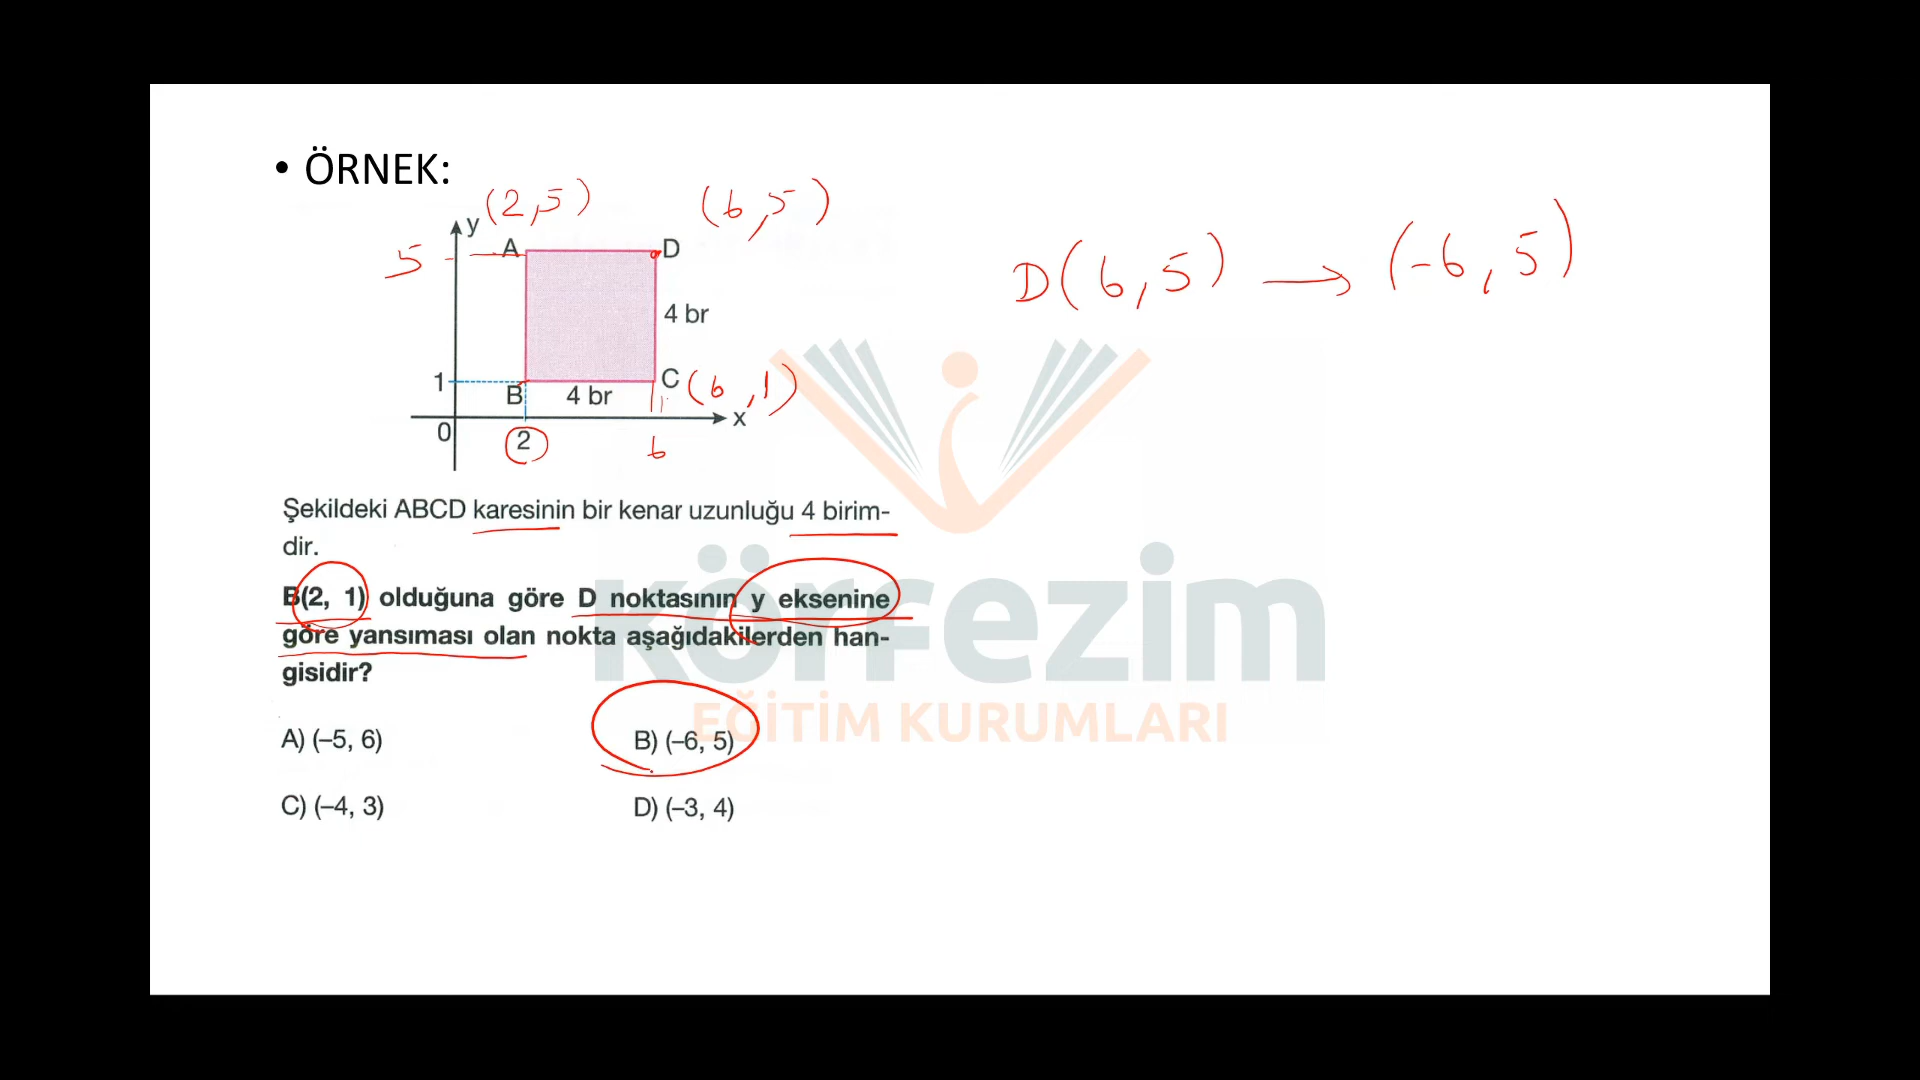 • ÖRNEK:
(2,5)
(6,5)
y
5
A
D
D(6,5) → (-6, 5)
4 br
1
B
4 br
C (6,1)
x
0
2
6
Şekildeki ABCD karesinin bir kenar uzunluğu 4 birim-
dir.
B(2, 1) olduğuna göre D noktasının y eksenine
göre yansıması olan nokta aşağıdakilerden han-
gisidir?
A) (–5, 6)
B) (–6, 5)
C) (–4, 3)
D) (–3, 4)
körfezim
EĞİTİM KURUMLARI